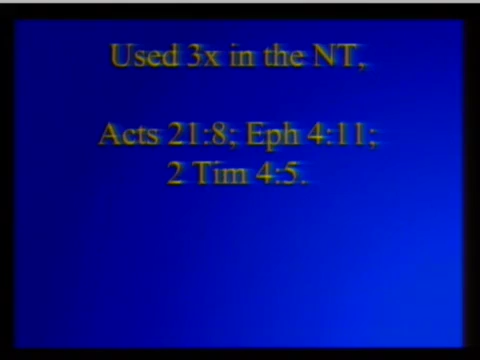 Used 3x in the NT,
Acts 21:8; Eph 4:11;
2 Tim 4:5.